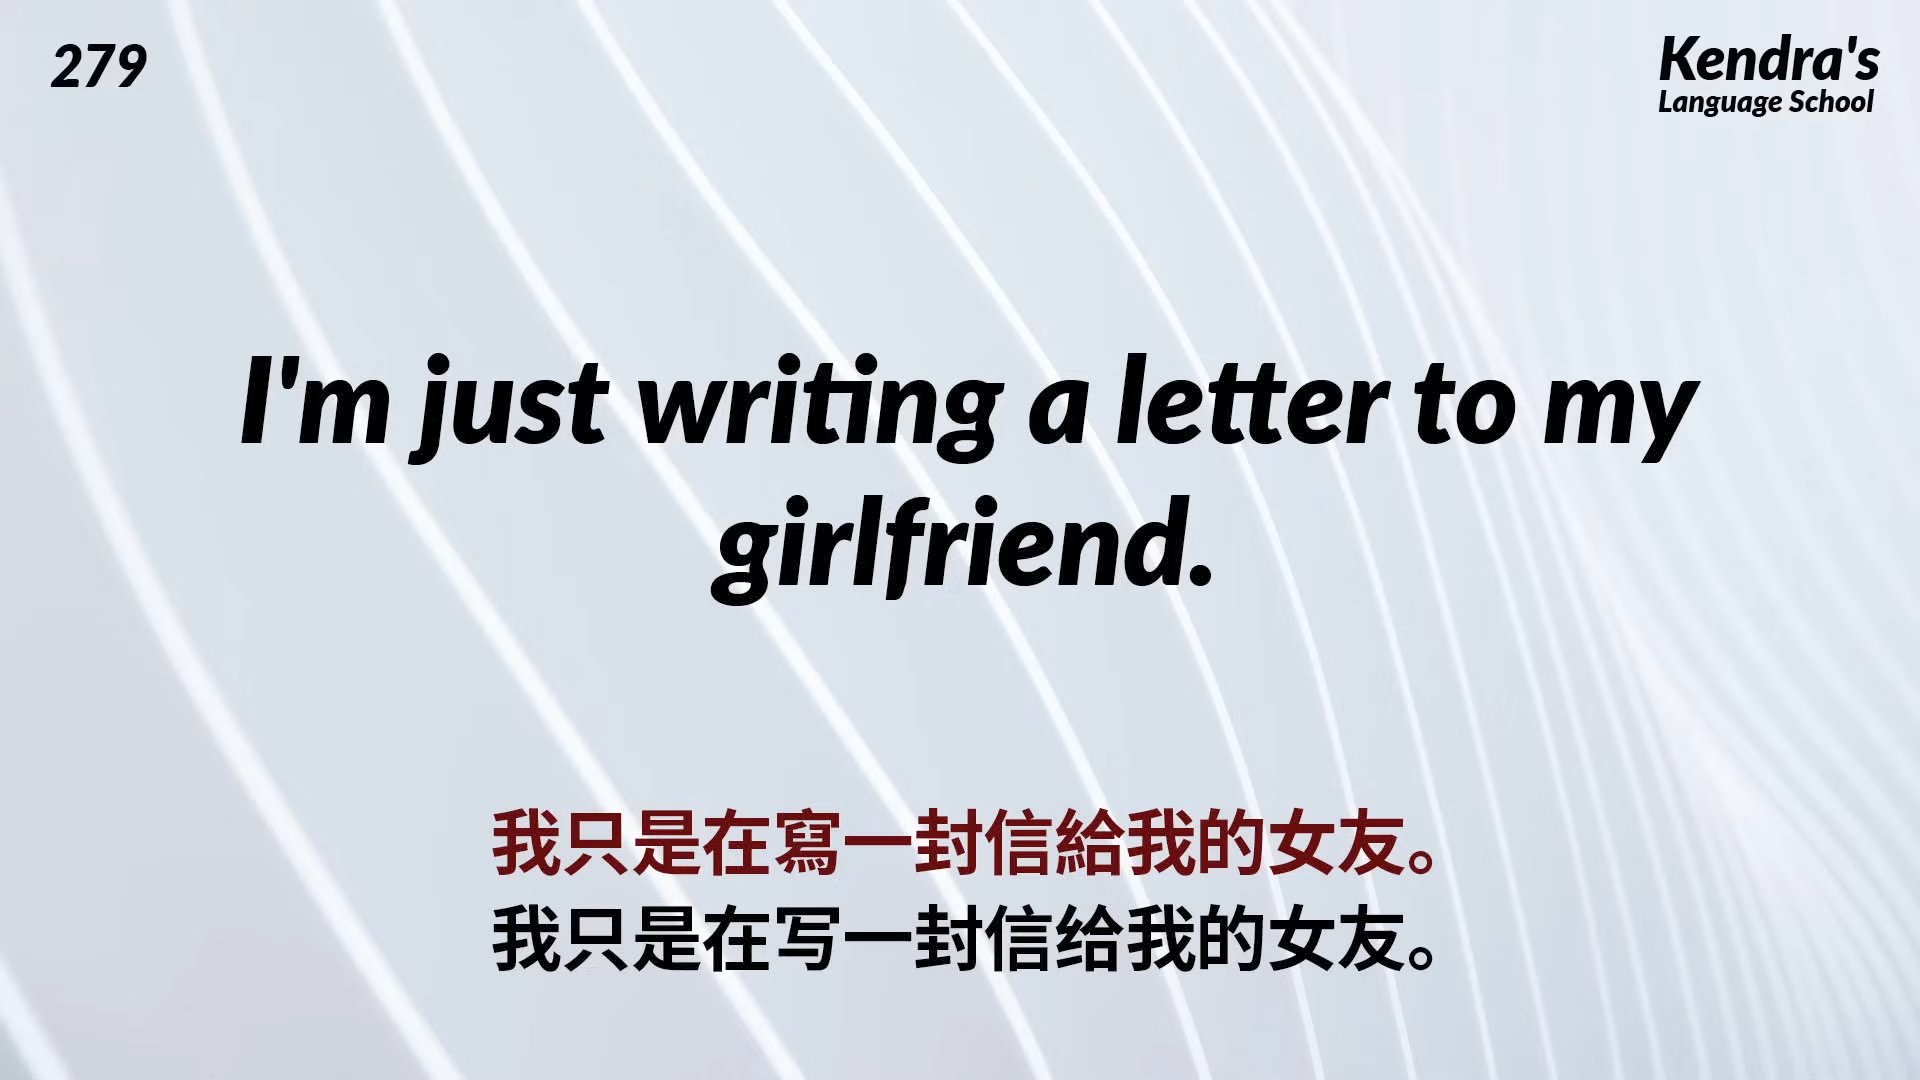 279
Kendra's
Language School
I'm just writing a letter to my
girlfriend.
我只是在寫一封信給我的女友。
我只是在写一封信给我的女友。